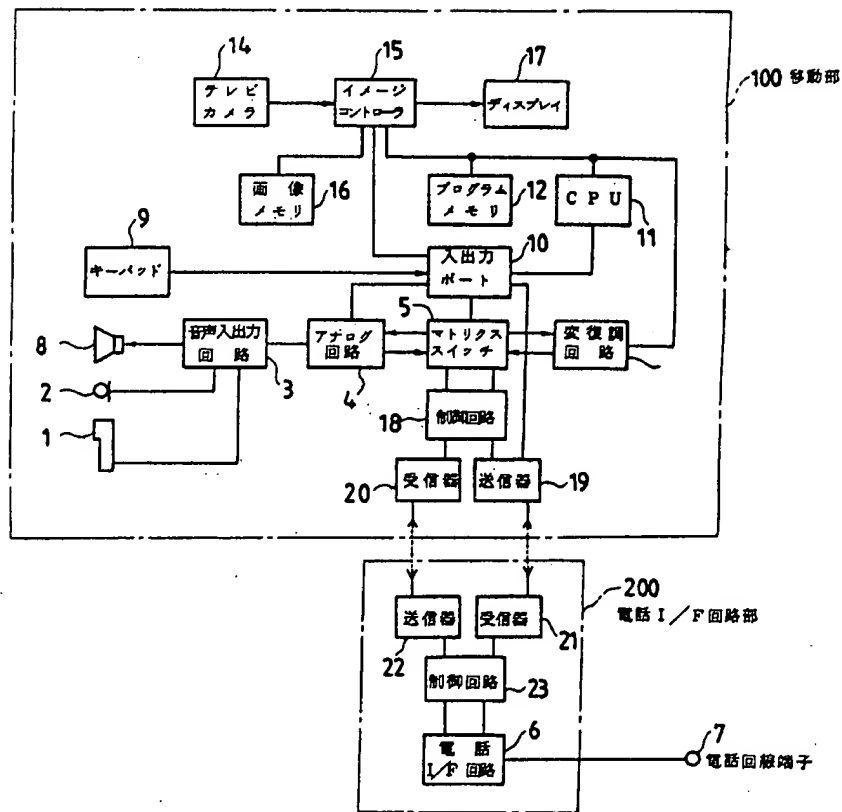 14
テレビ
カメラ
15
イメージ
コントローラ
17
ディスプレイ
100 移動部
画像
メモリ
16
プログラム
メモリ
12
CPU
11
9
キーパッド
10
入出力
ポート
8
音声入出力
回路
3
アナログ
回路
4
5
マトリクス
スイッチ
変復調
回路
2
1
18
制御回路
20
受信器
送信器
19
200
電話I/F回路部
送信器
22
受信器
21
制御回路
23
電話
I/F回路
6
7
電話回線端子